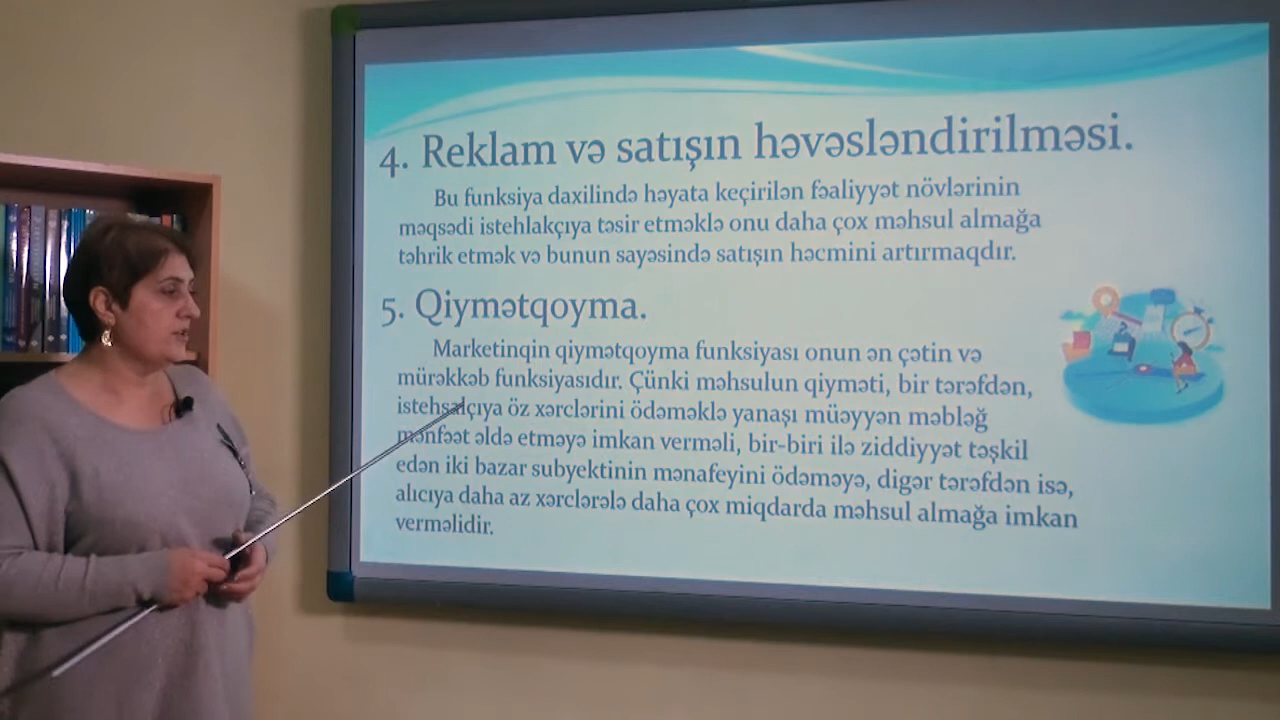 4. Reklam və satışın həvəsləndirilməsi.
Bu funksiya daxilində həyata keçirilən fəaliyyət növlərinin
məqsədi istehlakçıya təsir etməklə onu daha çox məhsul almağa
təhrik etmək və bunun sayəsində satışın həcmini artırmaqdır.
5. Qiymətqoyma.
Marketinqin qiymətqoyma funksiyası onun ən çətin və
mürəkkəb funksiyasıdır. Çünki məhsulun qiyməti, bir tərəfdən,
istehsalçıya öz xərclərini ödəməklə yanaşı müəyyən məbləğ
mənfəət əldə etməyə imkan verməli, bir-biri ilə ziddiyyət təşkil
edən iki bazar subyektinin mənafeyini ödəməyə, digər tərəfdən isə,
alıcıya daha az xərclərələ daha çox miqdarda məhsul almağa imkan
verməlidir.